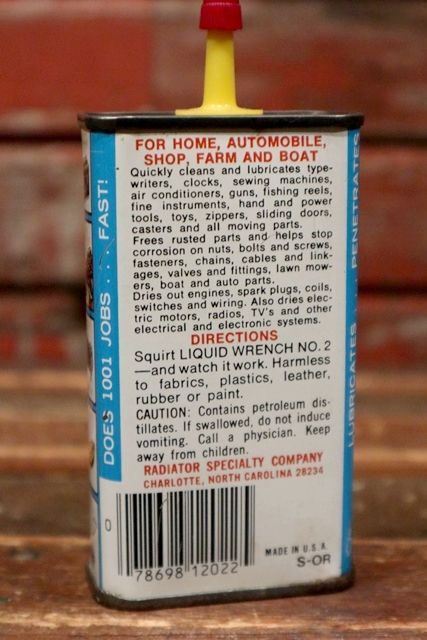 FOR HOME, AUTOMOBILE,
SHOP, FARM AND BOAT
Quickly cleans and lubricates type-
writers, clocks, sewing machines,
air conditioners, guns, fishing reels,
fine instruments, hand and power
tools, toys, zippers, sliding doors,
casters and all moving parts.
Frees rusted parts and helps stop
corrosion on nuts, bolts and screws,
fasteners, chains, cables and link-
ages, valves and fittings, lawn mow-
ers, boat and auto parts.
Dries out engines, spark plugs, coils,
switches and wiring. Also dries elec-
tric motors, radios, TV's and other
electrical and electronic systems.
DIRECTIONS
Squirt LIQUID WRENCH NO. 2
—and watch it work. Harmless
to fabrics, plastics, leather,
rubber or paint.
CAUTION: Contains petroleum dis-
tillates. If swallowed, do not induce
vomiting. Call a physician. Keep
away from children.
RADIATOR SPECIALTY COMPANY
CHARLOTTE, NORTH CAROLINA 28234
0
78698 12022
MADE IN U.S.A.
S-OR
DOES 1001 JOBS . . . FAST!
LUBRICATES . . . PENETRATES